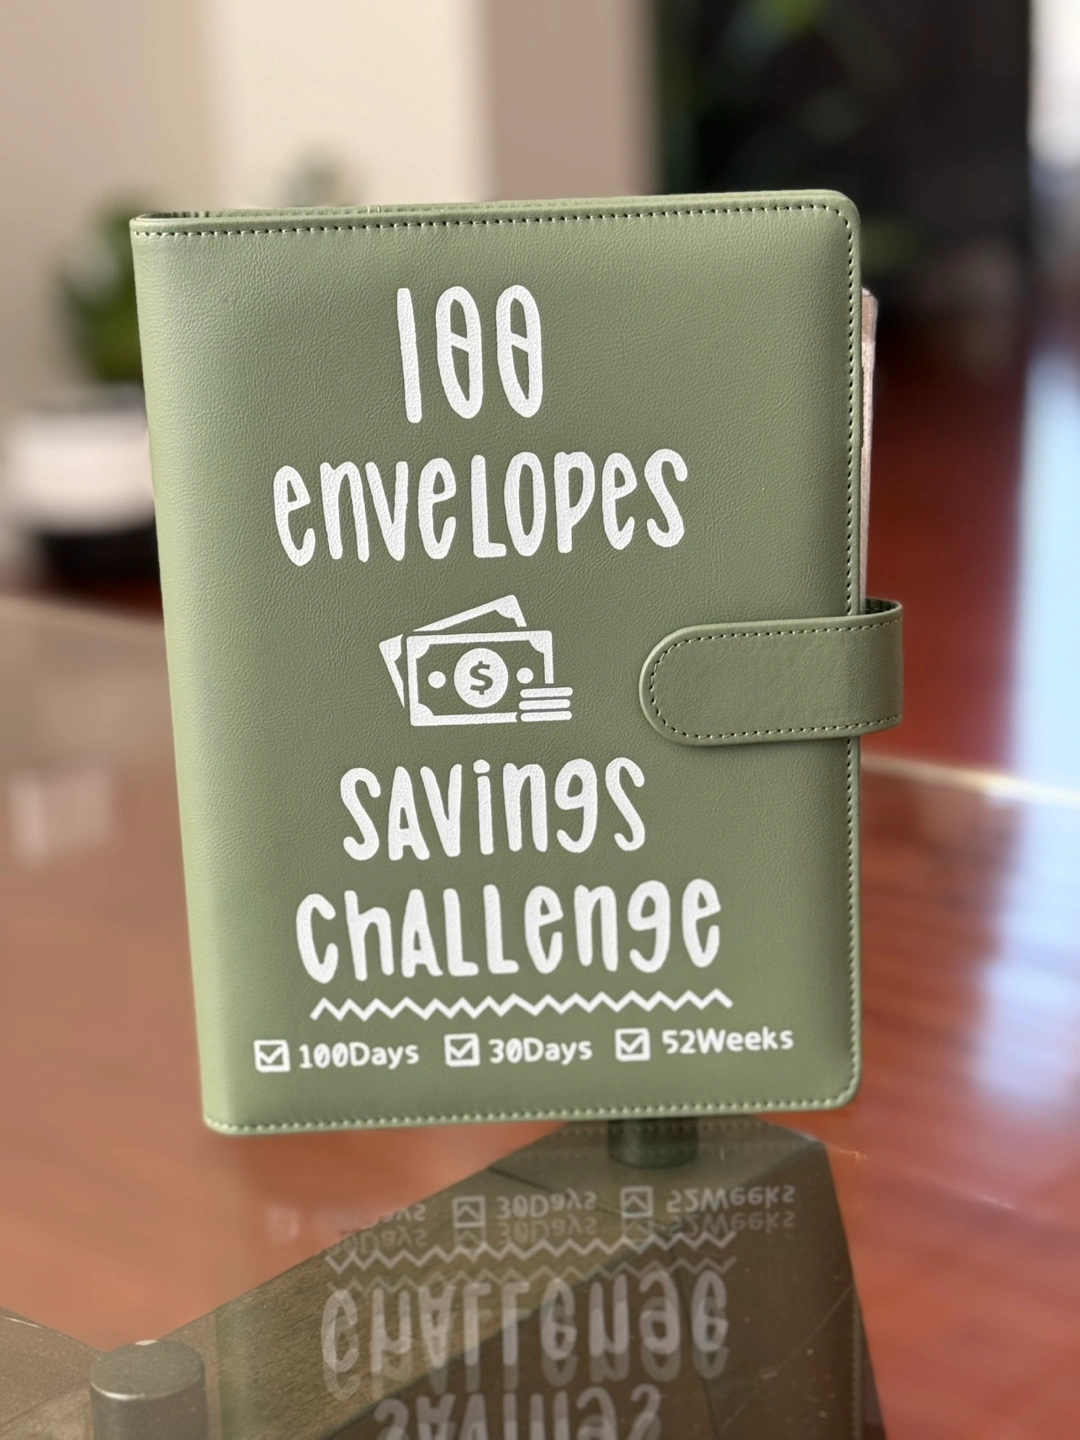 100
envelopes
$
savings
challenge
100Days 30Days 52Weeks